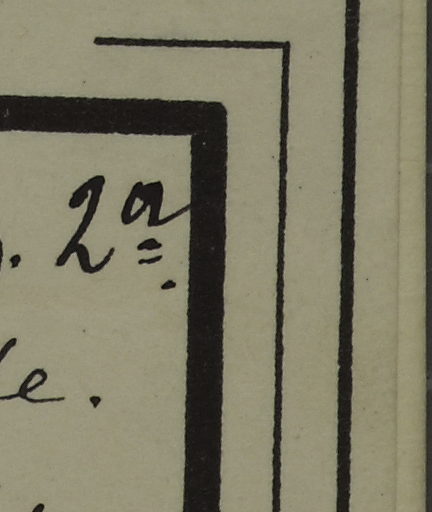 . 2ª.
le.